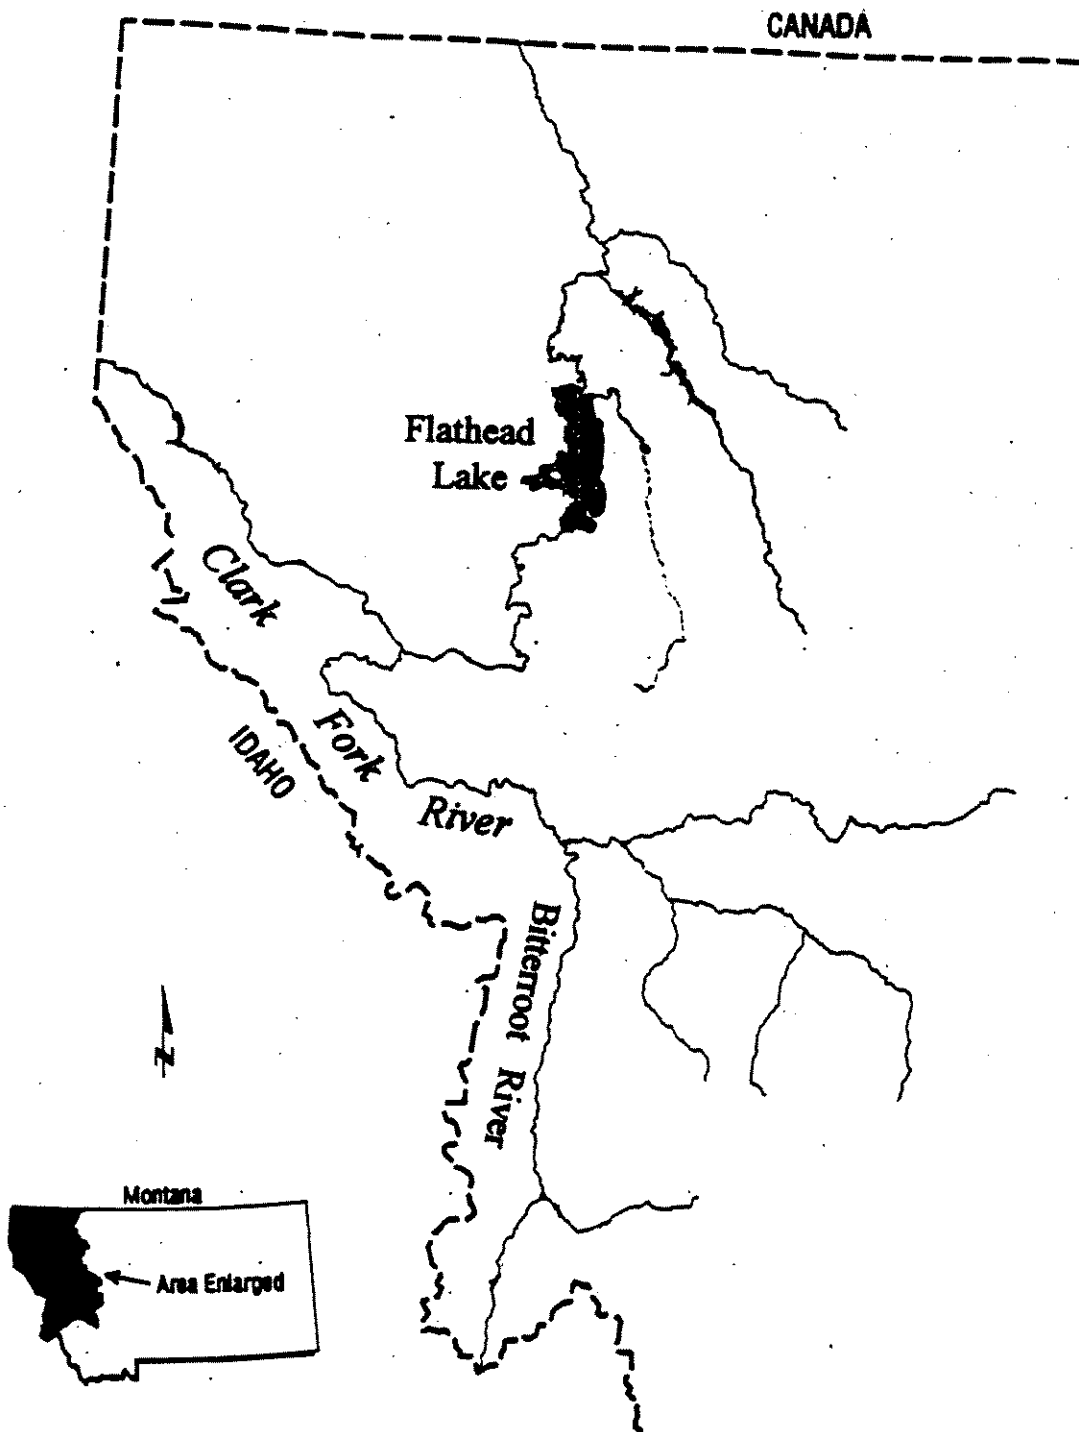 CANADA
Flathead
Lake
Clark
Fork
River
IDAHO
Bitterroot River
N
Montana
Area Enlarged